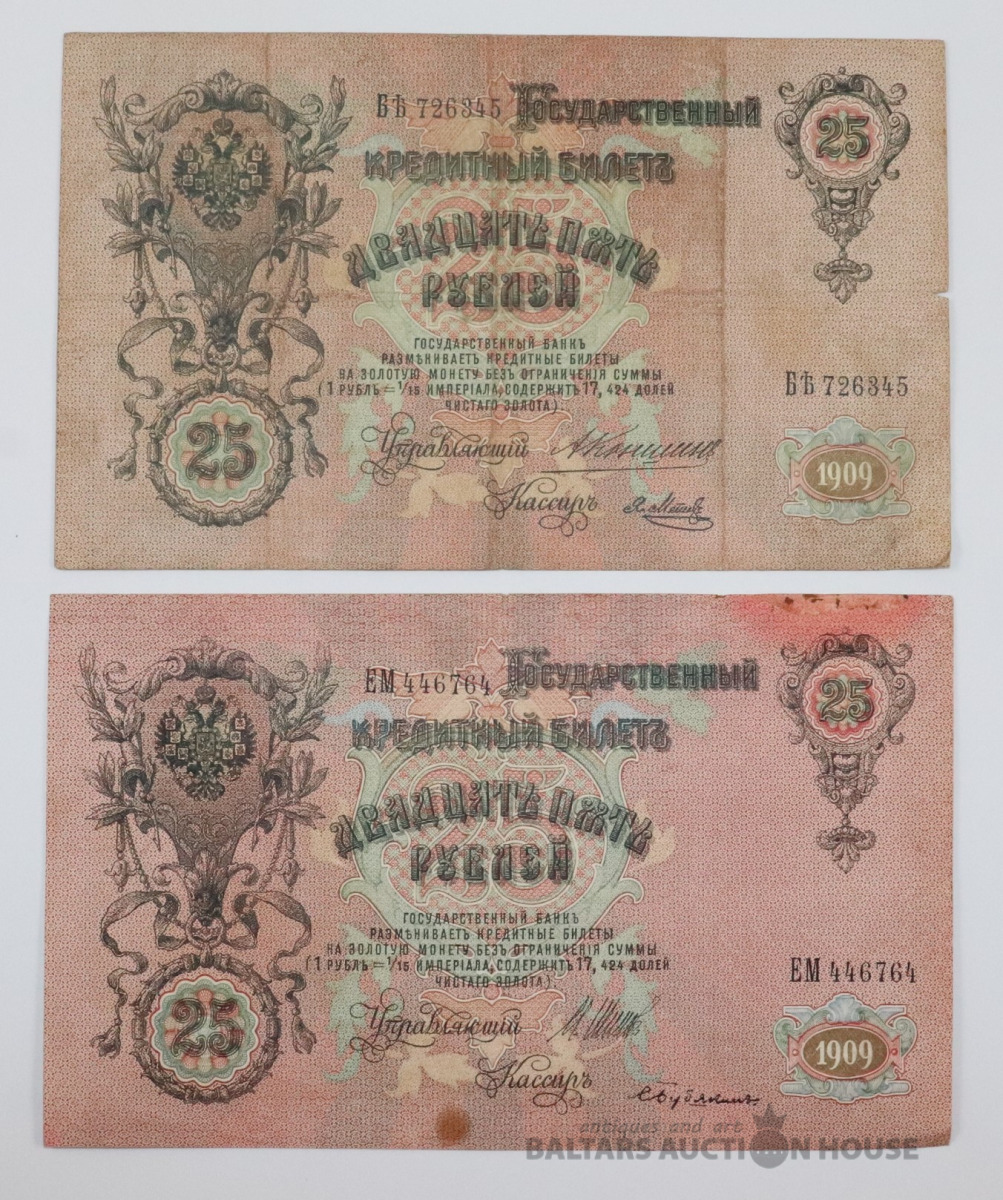 БѢ 726345 Государственный 25
Кредитный Билетъ
Двадцать Пять
Рублей
ГОСУДАРСТВЕННЫЙ БАНКЪ
РАЗМѢНИВАЕТЪ КРЕДИТНЫЕ БИЛЕТЫ
НА ЗОЛОТУЮ МОНЕТУ БЕЗЪ ОГРАНИЧЕНІЯ СУММЫ
(1 РУБЛЬ = 1/15 ИМПЕРІАЛА, СОДЕРЖИТЪ 17, 424 ДОЛЕЙ
ЧИСТАГО ЗОЛОТА).
БѢ 726345
25 Управляющій А Коншинъ
1909
Кассиръ
ЕМ 446764 Государственный 25
Кредитный Билетъ
Двадцать Пять
Рублей
ГОСУДАРСТВЕННЫЙ БАНКЪ
РАЗМѢНИВАЕТЪ КРЕДИТНЫЕ БИЛЕТЫ
НА ЗОЛОТУЮ МОНЕТУ БЕЗЪ ОГРАНИЧЕНІЯ СУММЫ
(1 РУБЛЬ = 1/15 ИМПЕРІАЛА, СОДЕРЖИТЪ 17, 424 ДОЛЕЙ
ЧИСТАГО ЗОЛОТА).
ЕМ 446764
25 Управляющій И Шипов
1909
Кассиръ
antiques and art
BALTARS AUCTION HOUSE